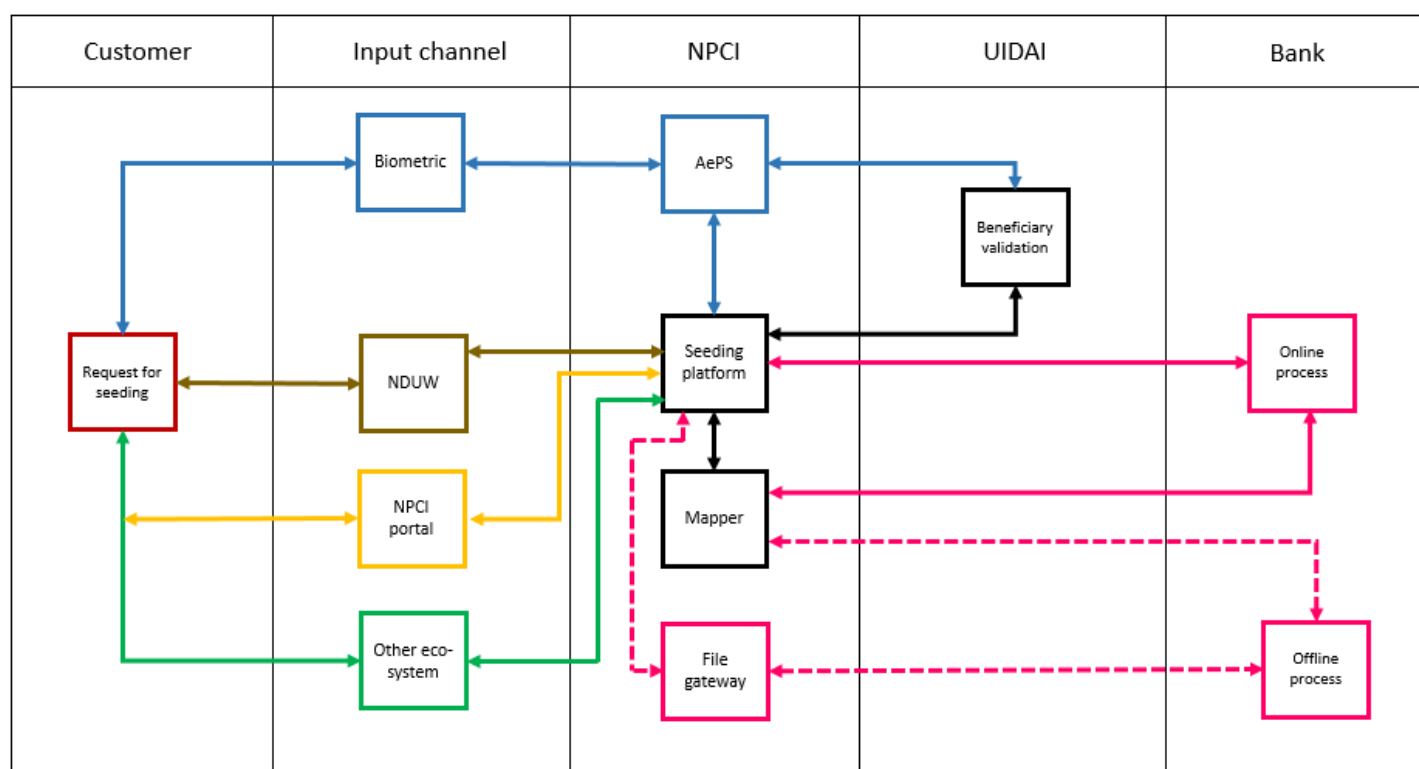 Customer
Input channel
NPCI
UIDAI
Bank
Biometric
AePS
Beneficiary
validation
Request for
seeding
NDUW
Seeding
platform
Online
process
NPCI
portal
Mapper
Other eco-
system
File
gateway
Offline
process